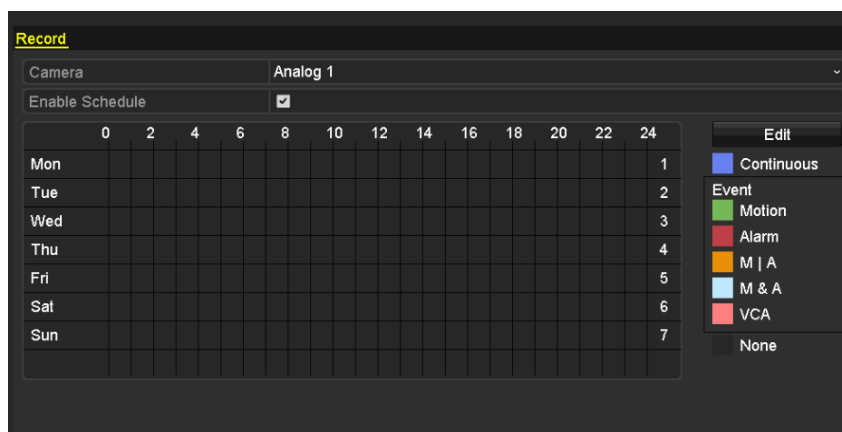 Record
Camera Analog 1
Enable Schedule
0 2 4 6 8 10 12 14 16 18 20 22 24
Mon 1
Tue 2
Wed 3
Thu 4
Fri 5
Sat 6
Sun 7
Edit
Continuous
Event
Motion
Alarm
M | A
M & A
VCA
None